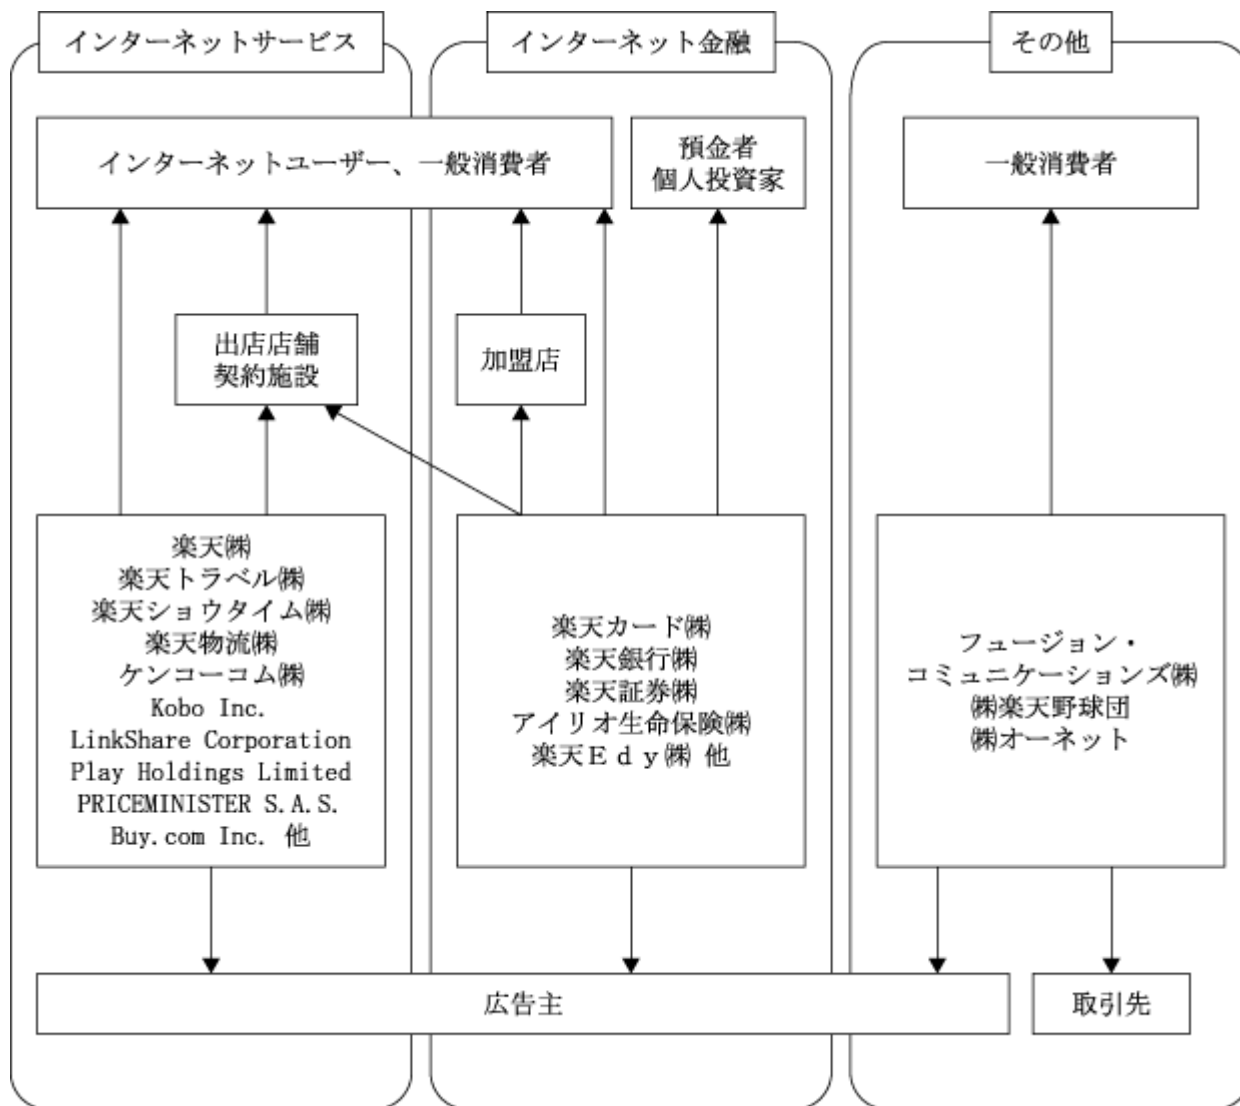 インターネットサービス
インターネット金融
その他
インターネットユーザー、一般消費者
預金者
個人投資家
一般消費者
出店店舗
契約施設
加盟店
楽天㈱
楽天トラベル㈱
楽天ショウタイム㈱
楽天物流㈱
ケンコーコム㈱
Kobo Inc.
LinkShare Corporation
Play Holdings Limited
PRICEMINISTER S.A.S.
Buy.com Inc. 他
楽天カード㈱
楽天銀行㈱
楽天証券㈱
アイリオ生命保険㈱
楽天Ｅｄｙ㈱ 他
フュージョン・
コミュニケーションズ㈱
㈱楽天野球団
㈱オーネット
広告主
取引先